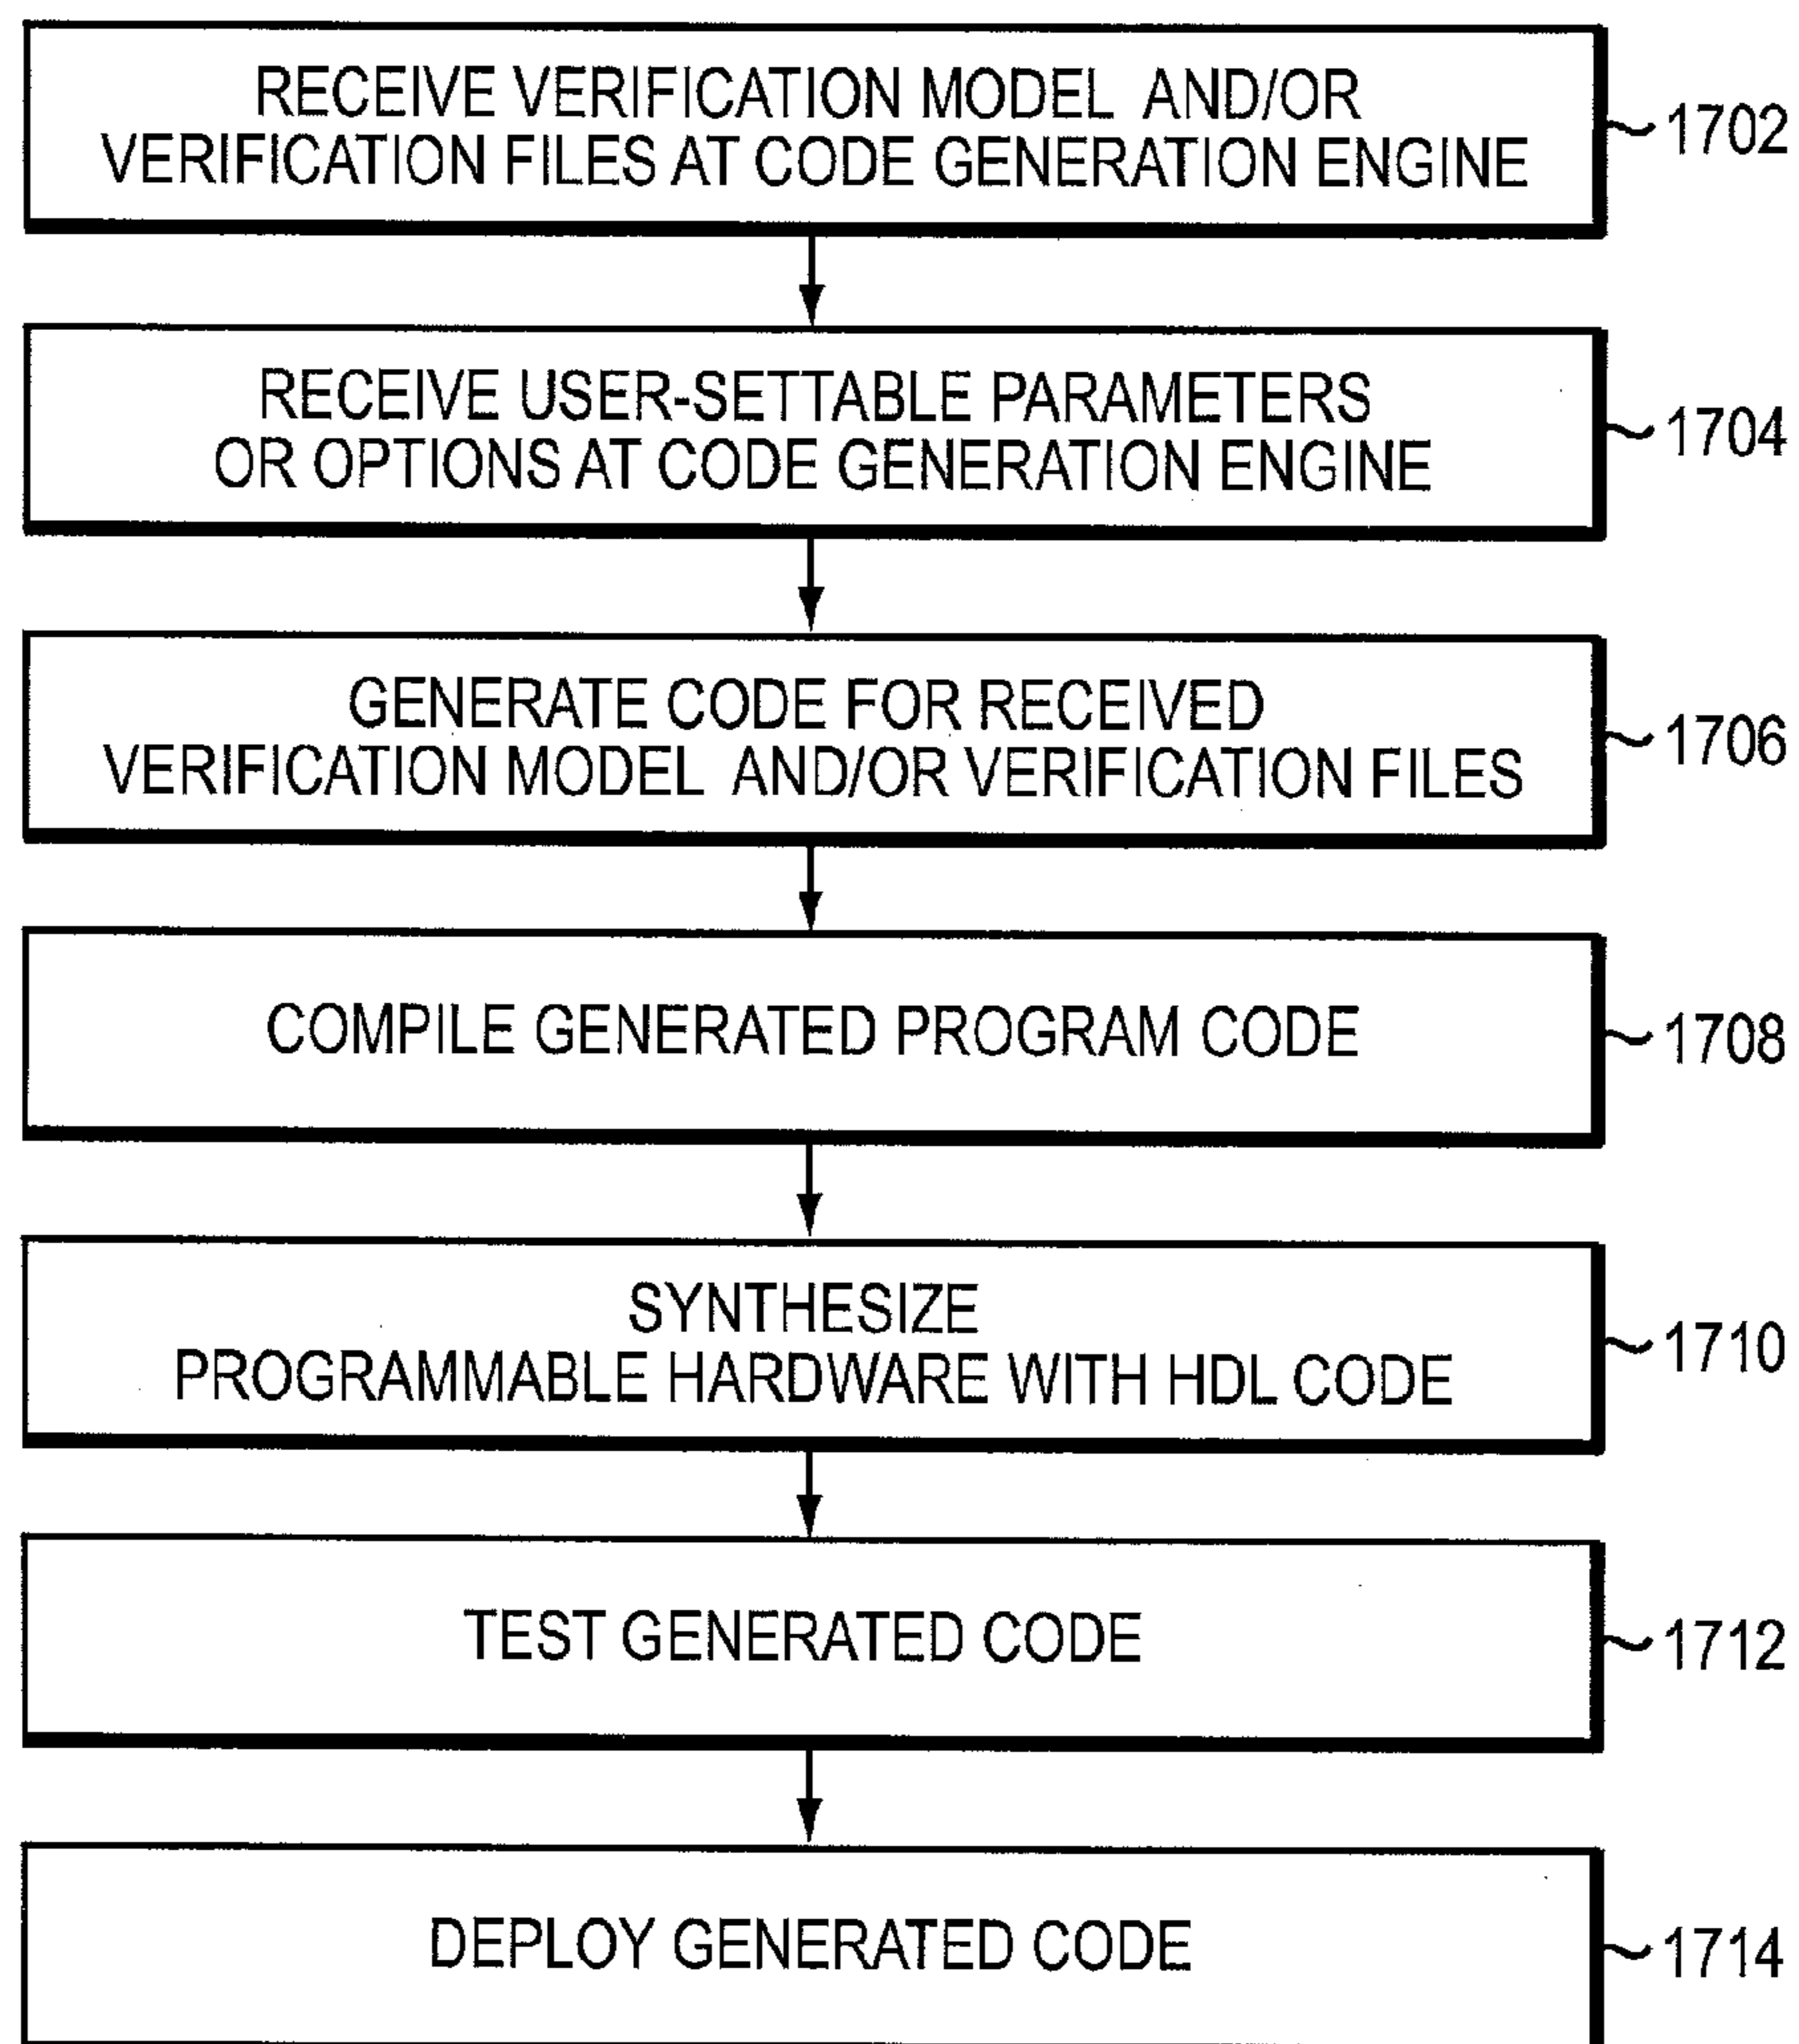 RECEIVE VERIFICATION MODEL AND/OR
VERIFICATION FILES AT CODE GENERATION ENGINE
1702
RECEIVE USER-SETTABLE PARAMETERS
OR OPTIONS AT CODE GENERATION ENGINE
1704
GENERATE CODE FOR RECEIVED
VERIFICATION MODEL AND/OR VERIFICATION FILES
1706
COMPILE GENERATED PROGRAM CODE
1708
SYNTHESIZE
PROGRAMMABLE HARDWARE WITH HDL CODE
1710
TEST GENERATED CODE
1712
DEPLOY GENERATED CODE
1714